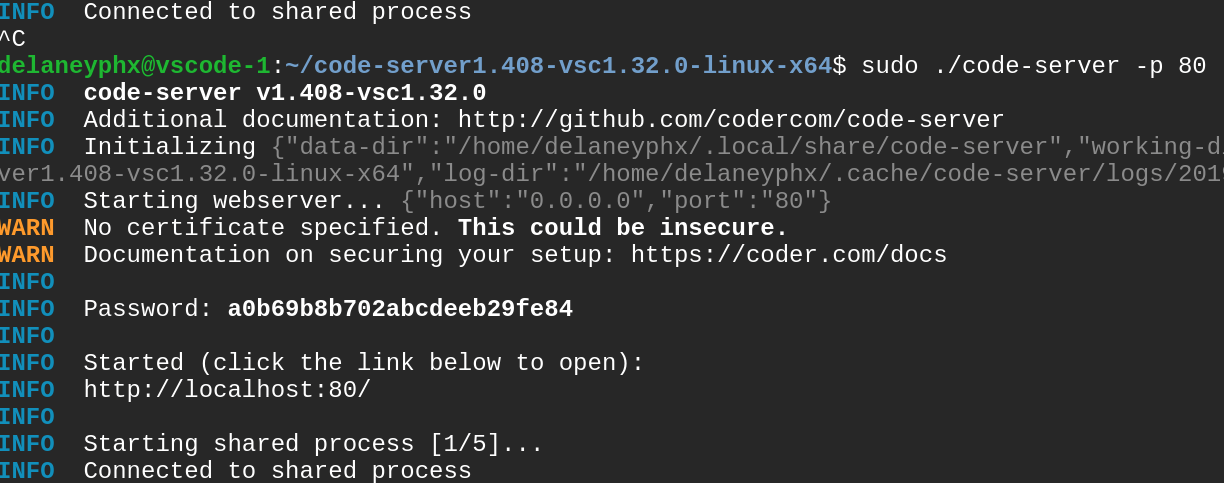 INFO  Connected to shared process
^C
delaneyphx@vscode-1:~/code-server1.408-vsc1.32.0-linux-x64$ sudo ./code-server -p 80
INFO  code-server v1.408-vsc1.32.0
INFO  Additional documentation: http://github.com/codercom/code-server
INFO  Initializing {"data-dir":"/home/delaneyphx/.local/share/code-server","working-di
ver1.408-vsc1.32.0-linux-x64","log-dir":"/home/delaneyphx/.cache/code-server/logs/2019
INFO  Starting webserver... {"host":"0.0.0.0","port":"80"}
WARN  No certificate specified. This could be insecure.
WARN  Documentation on securing your setup: https://coder.com/docs
INFO
INFO  Password: a0b69b8b702abcdeeb29fe84
INFO
INFO  Started (click the link below to open):
INFO  http://localhost:80/
INFO
INFO  Starting shared process [1/5]...
INFO  Connected to shared process